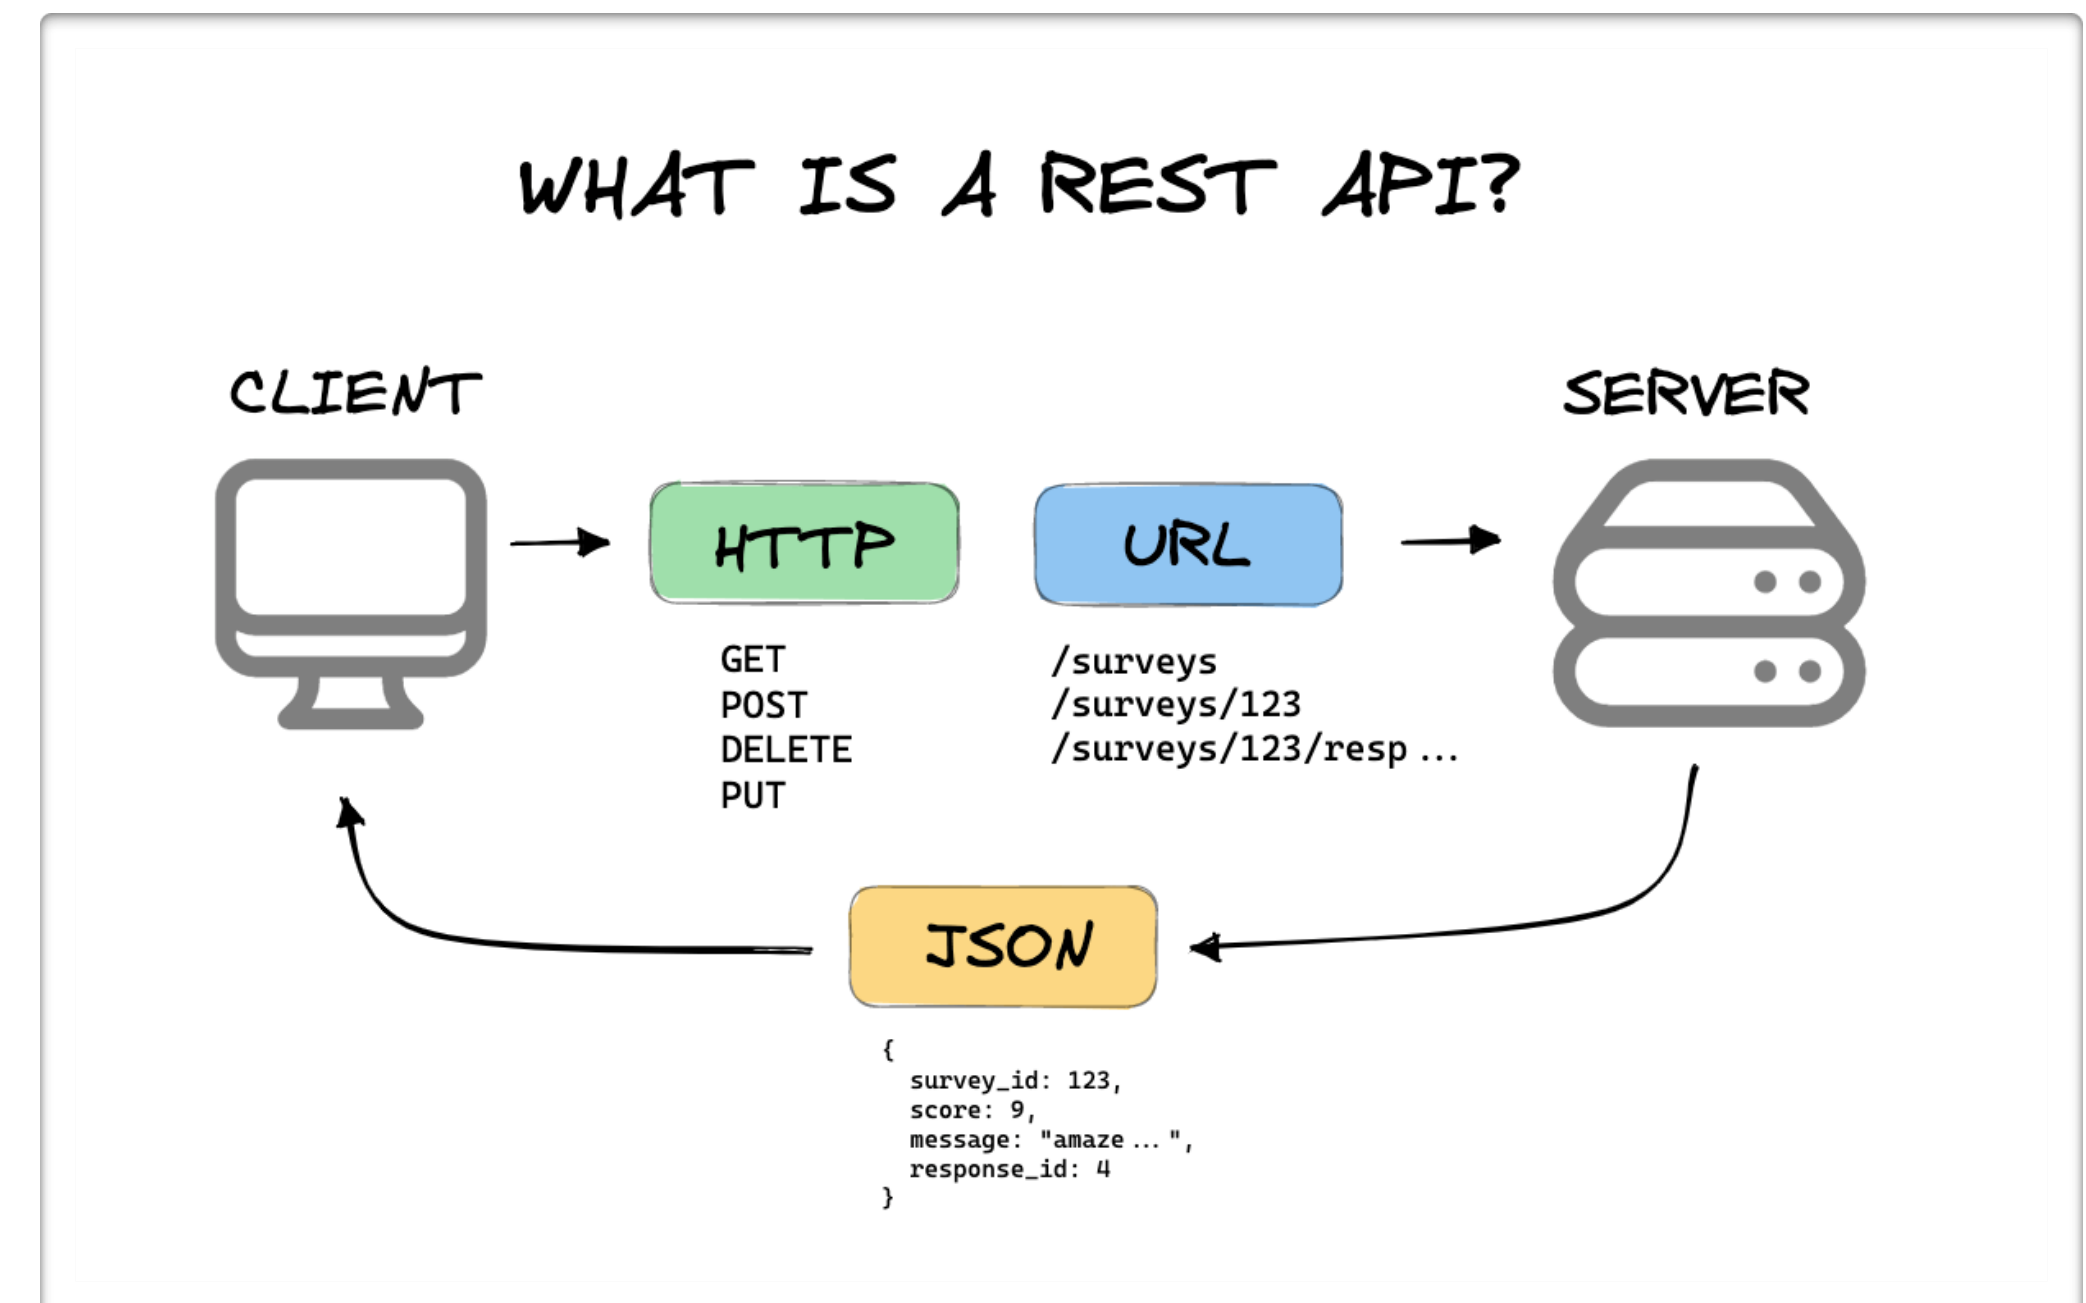 WHAT IS A REST API?
CLIENT
SERVER
HTTP
URL
GET
POST
DELETE
PUT
/surveys
/surveys/123
/surveys/123/resp ...
JSON
{
survey_id: 123,
score: 9,
message: "amaze ... ",
response_id: 4
}